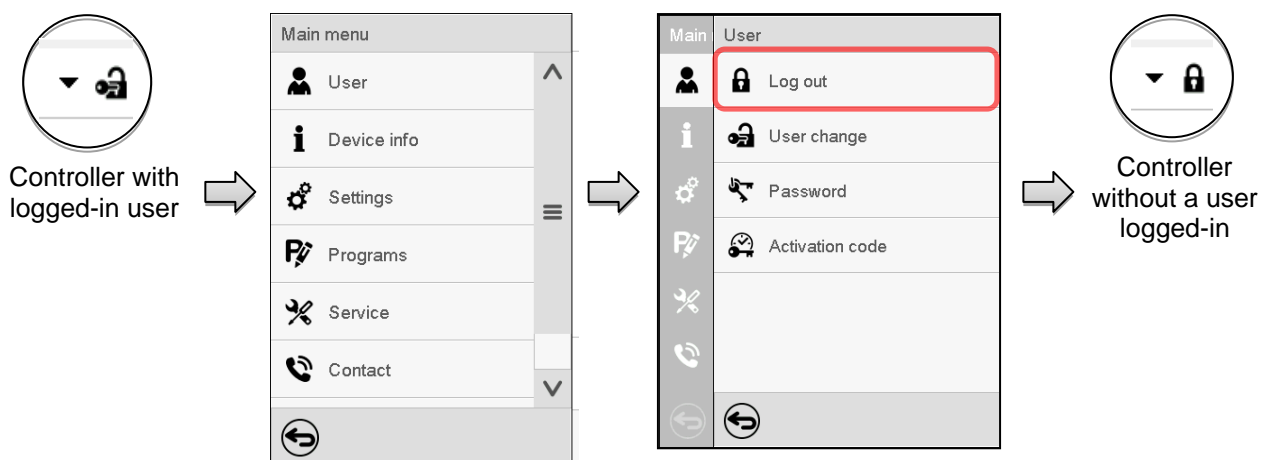 Controller with
logged-in user
Main menu
User
Device info
Settings
Programs
Service
Contact
Main
User
Log out
User change
Password
Activation code
Controller
without a user
logged-in